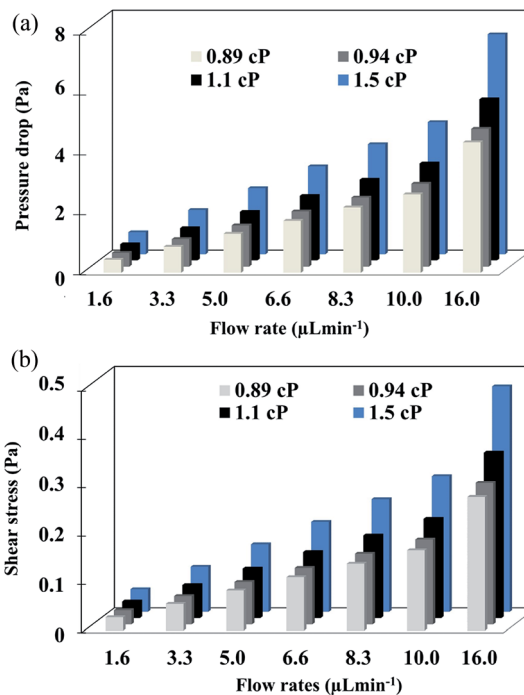 (a)
8
6
4
2
0
Pressure drop (Pa)
0.89 cP 0.94 cP
1.1 cP 1.5 cP
1.6 3.3 5.0 6.6 8.3 10.0 16.0
Flow rate (µLmin⁻¹)
(b)
0.5
0.4
0.3
0.2
0.1
0
Shear stress (Pa)
0.89 cP 0.94 cP
1.1 cP 1.5 cP
1.6 3.3 5.0 6.6 8.3 10.0 16.0
Flow rates (µLmin⁻¹)